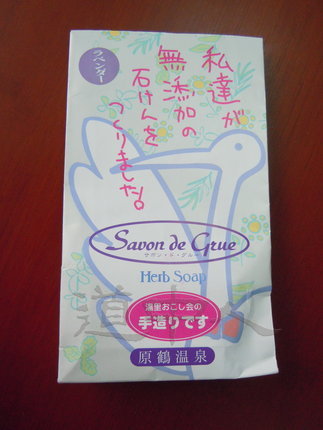 ラベンダー
私達が
無添加の
石けんを
つくりました。
Savon de Grue
サボン・ド・グルー
Herb Soap
湯里おこし会の
手造りです
原鶴温泉